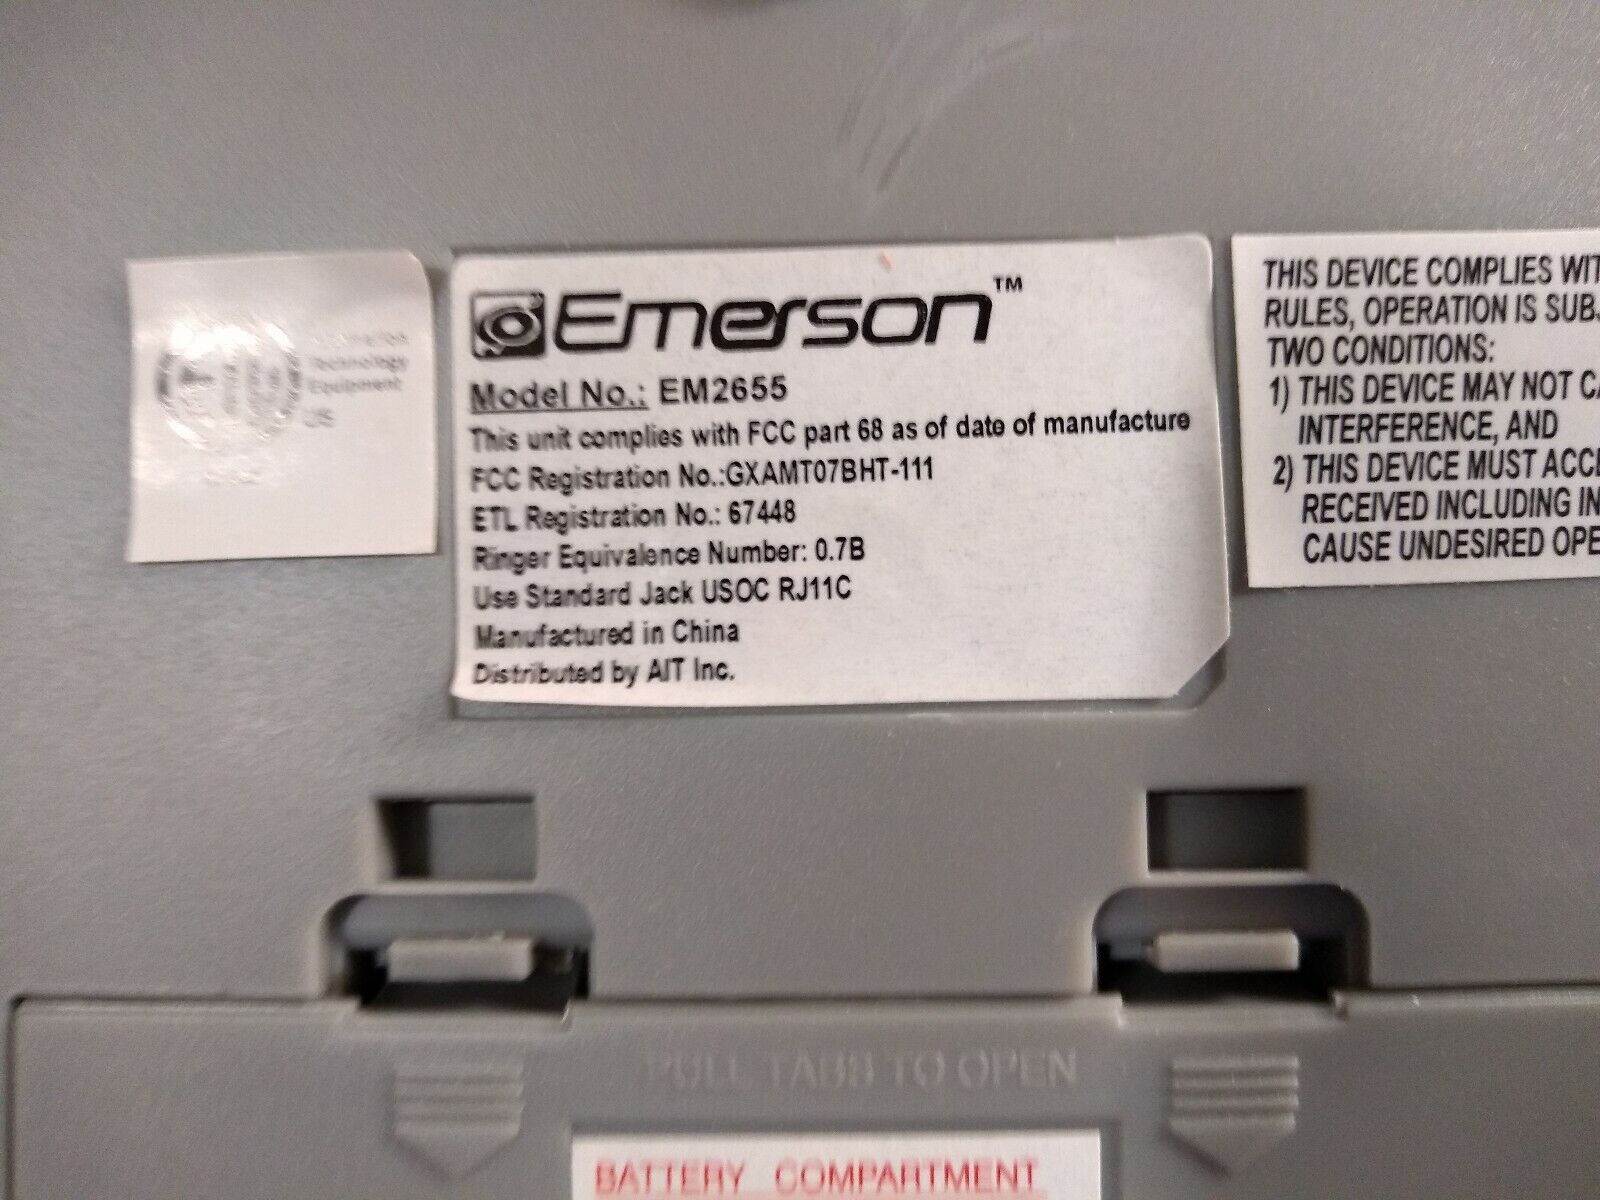 Technology
Equipment
US
Emerson™
Model No.: EM2655
This unit complies with FCC part 68 as of date of manufacture
FCC Registration No.:GXAMT07BHT-111
ETL Registration No.: 67448
Ringer Equivalence Number: 0.7B
Use Standard Jack USOC RJ11C
Manufactured in China
Distributed by AIT Inc.
THIS DEVICE COMPLIES WIT
RULES, OPERATION IS SUBJ
TWO CONDITIONS:
1) THIS DEVICE MAY NOT CA
INTERFERENCE, AND
2) THIS DEVICE MUST ACCE
RECEIVED INCLUDING IN
CAUSE UNDESIRED OPE
PULL TABS TO OPEN
BATTERY COMPARTMENT